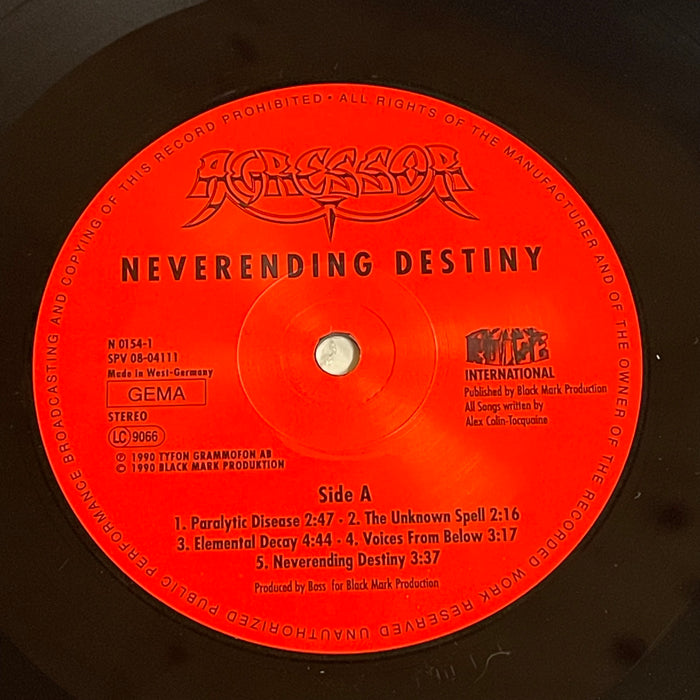 PERFORMANCE BROADCASTING AND COPYING OF THIS RECORD PROHIBITED • ALL RIGHTS OF THE MANUFACTURER AND OF THE OWNER OF THE RECORDED WORK RESERVED UNAUTHORIZED PUBLIC
AGRESSOR
NEVERENDING DESTINY
N 0154-1
SPV 08-04111
Made in West-Germany
GEMA
STEREO
LC 9066
℗ 1990 TYFON GRAMMOFON AB
© 1990 BLACK MARK PRODUKTION
INTERNATIONAL
Published by Black Mark Production
All Songs written by
Alex Colin-Tocquaine
Side A
1. Paralytic Disease 2:47 - 2. The Unknown Spell 2:16
3. Elemental Decay 4:44 - 4. Voices From Below 3:17
5. Neverending Destiny 3:37
Produced by Boss for Black Mark Production